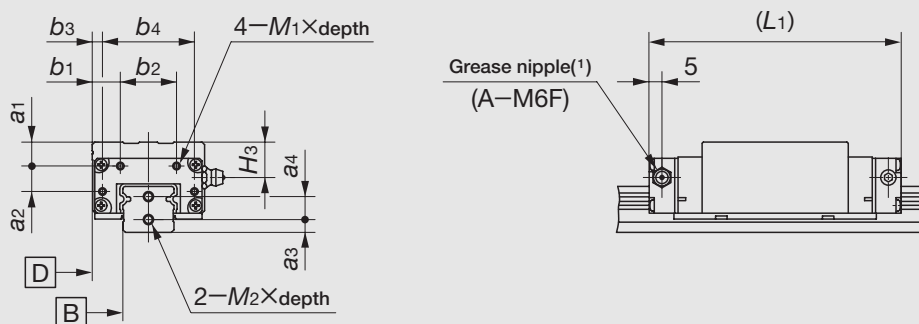 b3 b4 4−M1×depth
b1 b2
a1
a2
H3
a4
a3
D
B
2−M2×depth
(L1)
Grease nipple(1) 5
(A−M6F)